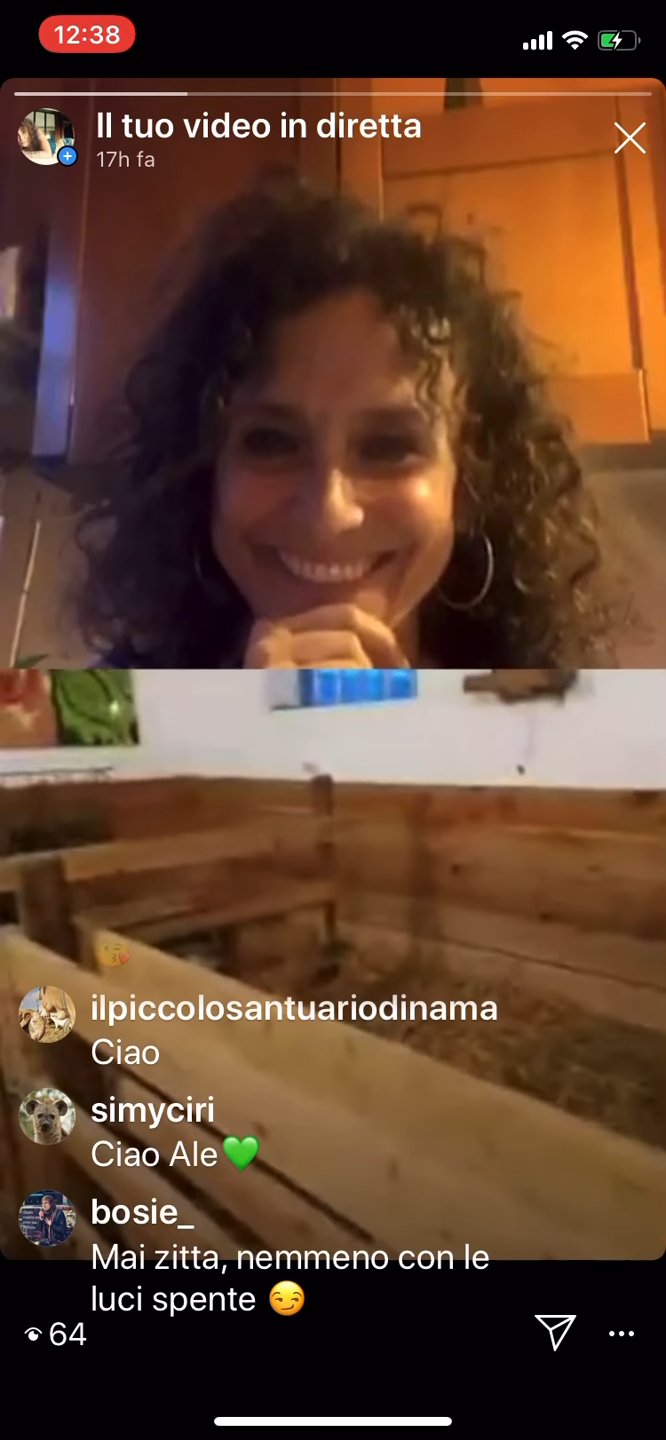 12:38
Il tuo video in diretta
17h fa
ilpiccolosantuariodinama
Ciao
simyciri
Ciao Ale💚
bosie_
Mai zitta, nemmeno con le
luci spente 😏
64